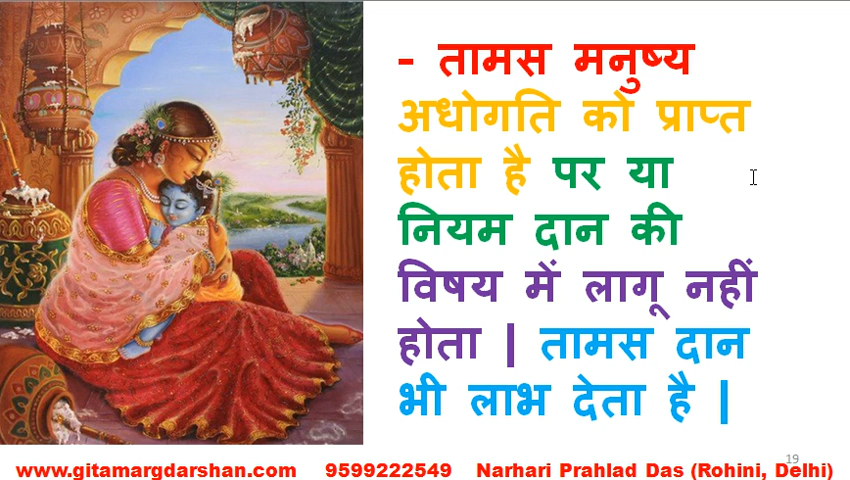 - तामस मनुष्य
अधोगति को प्राप्त
होता है पर या
नियम दान की
विषय में लागू नहीं
होता | तामस दान
भी लाभ देता है |
19
www.gitamargdarshan.com 9599222549 Narhari Prahlad Das (Rohini, Delhi)